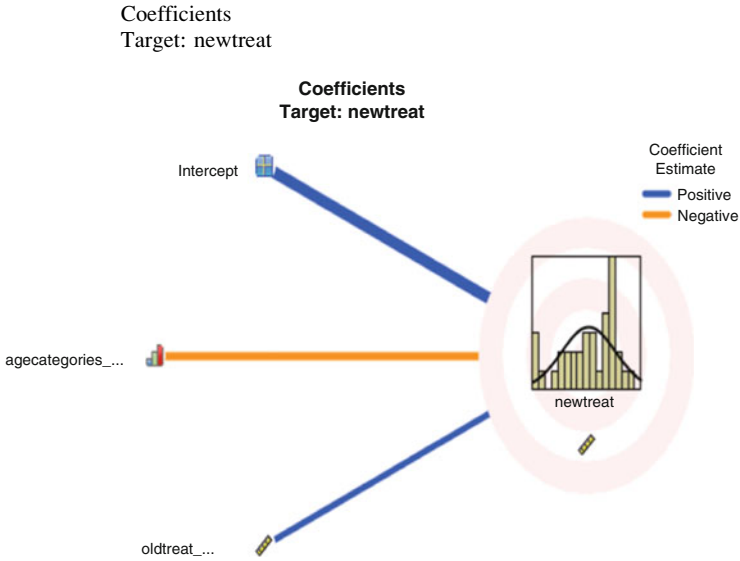 Coefficients
Target: newtreat
Coefficients
Target: newtreat
Intercept
Coefficient
Estimate
Positive
Negative
agecategories_...
newtreat
oldtreat_...